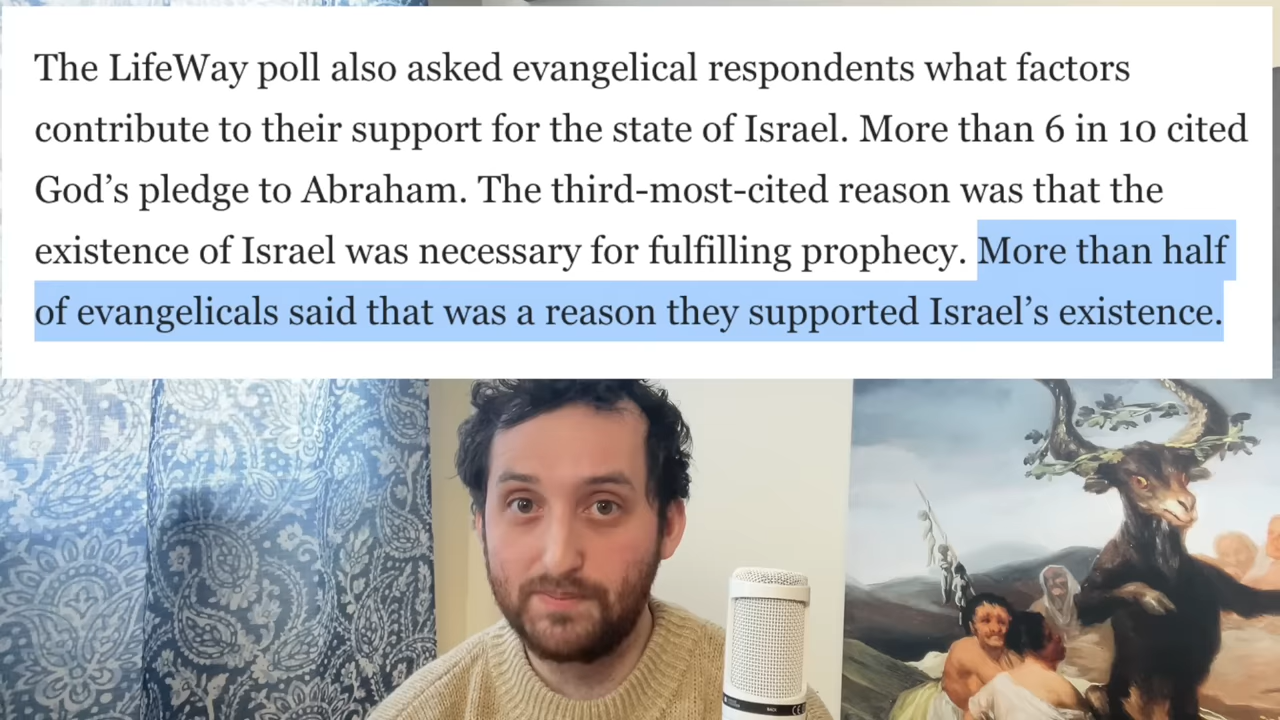 The LifeWay poll also asked evangelical respondents what factors
contribute to their support for the state of Israel. More than 6 in 10 cited
God’s pledge to Abraham. The third-most-cited reason was that the
existence of Israel was necessary for fulfilling prophecy. More than half
of evangelicals said that was a reason they supported Israel’s existence.